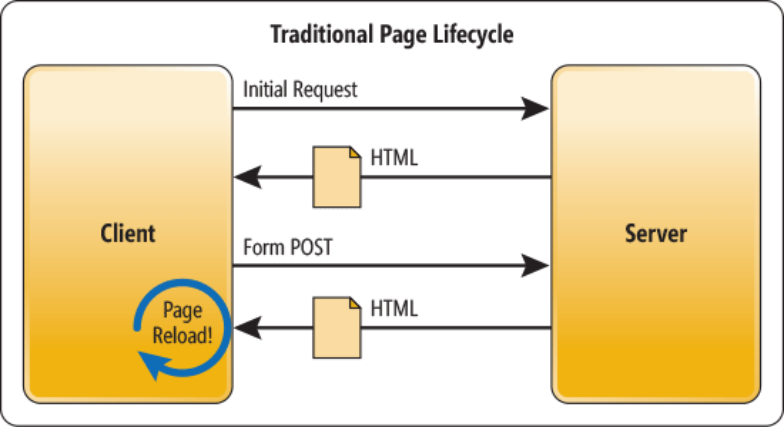 Traditional Page Lifecycle
Initial Request
HTML
Client
Server
Form POST
HTML
Page
Reload!